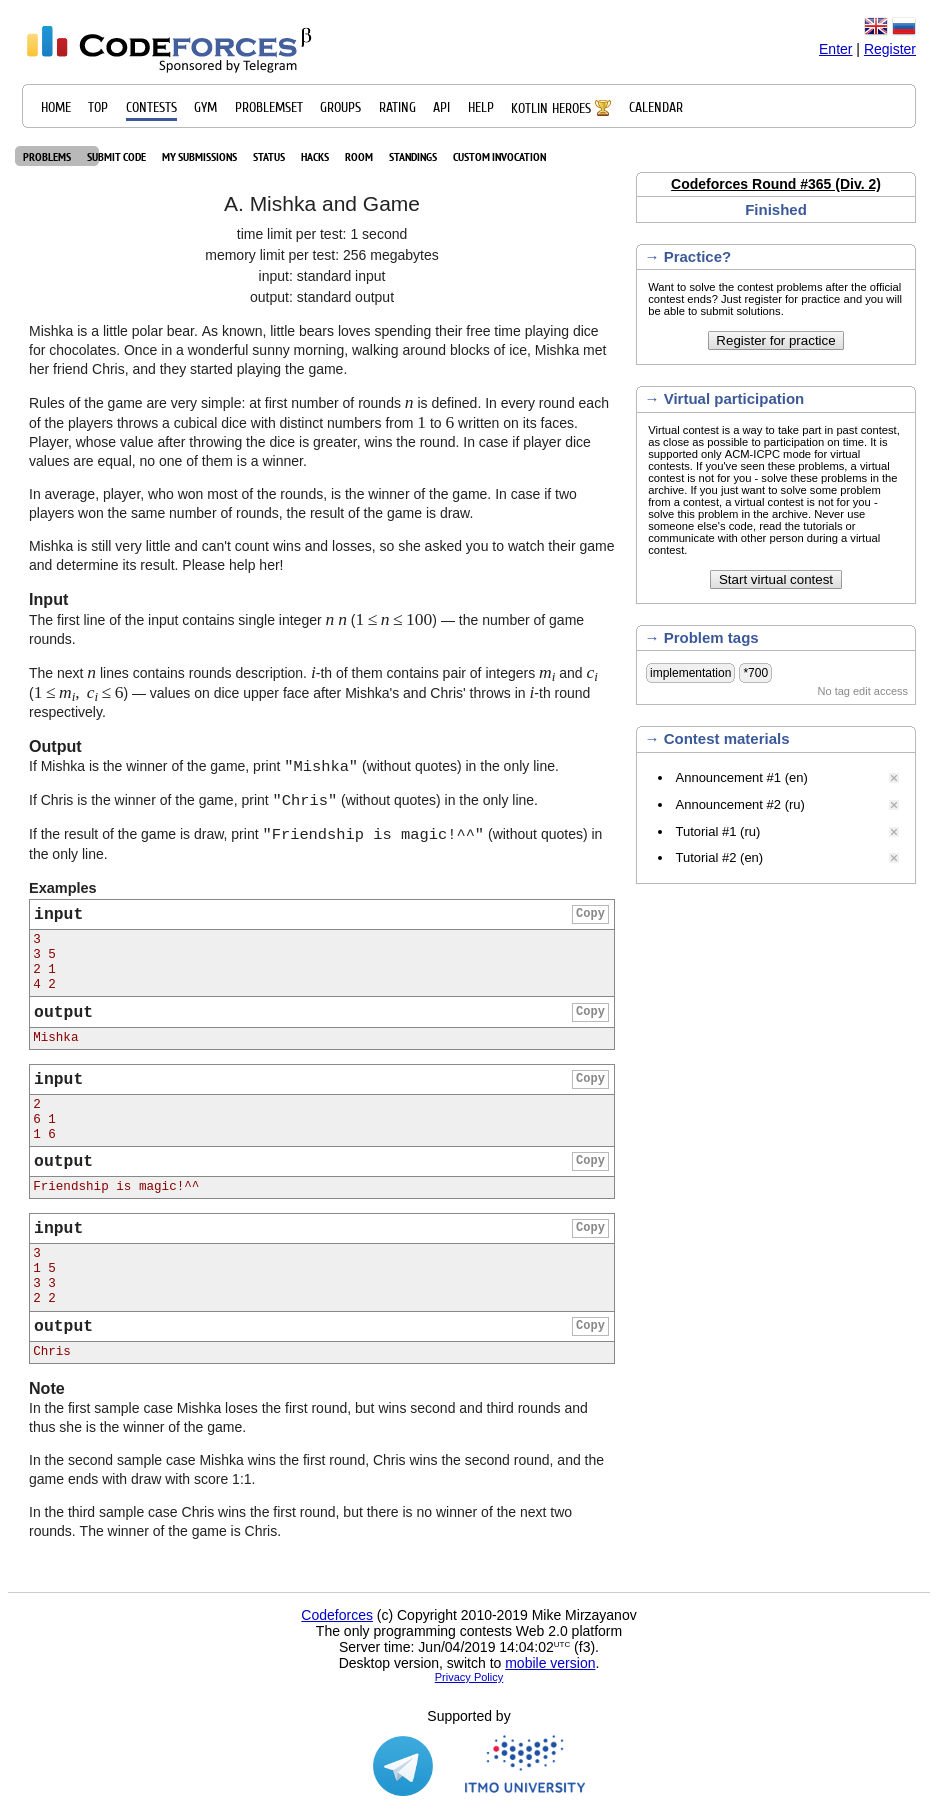 CODEFORCES β
Sponsored by Telegram
Enter | Register
HOME TOP CONTESTS GYM PROBLEMSET GROUPS RATING API HELP KOTLIN HEROES CALENDAR
PROBLEMS SUBMIT CODE MY SUBMISSIONS STATUS HACKS ROOM STANDINGS CUSTOM INVOCATION
A. Mishka and Game
time limit per test: 1 second
memory limit per test: 256 megabytes
input: standard input
output: standard output
Mishka is a little polar bear. As known, little bears loves spending their free time playing dice
for chocolates. Once in a wonderful sunny morning, walking around blocks of ice, Mishka met
her friend Chris, and they started playing the game.
Rules of the game are very simple: at first number of rounds n is defined. In every round each
of the players throws a cubical dice with distinct numbers from 1 to 6 written on its faces.
Player, whose value after throwing the dice is greater, wins the round. In case if player dice
values are equal, no one of them is a winner.
In average, player, who won most of the rounds, is the winner of the game. In case if two
players won the same number of rounds, the result of the game is draw.
Mishka is still very little and can't count wins and losses, so she asked you to watch their game
and determine its result. Please help her!
Input
The first line of the input contains single integer n n (1 ≤ n ≤ 100) — the number of game
rounds.
The next n lines contains rounds description. i-th of them contains pair of integers mi and ci
(1 ≤ mi, ci ≤ 6) — values on dice upper face after Mishka's and Chris' throws in i-th round
respectively.
Output
If Mishka is the winner of the game, print "Mishka" (without quotes) in the only line.
If Chris is the winner of the game, print "Chris" (without quotes) in the only line.
If the result of the game is draw, print "Friendship is magic!^^" (without quotes) in
the only line.
Examples
input Copy
3
3 5
2 1
4 2
output Copy
Mishka
input Copy
2
6 1
1 6
output Copy
Friendship is magic!^^
input Copy
3
1 5
3 3
2 2
output Copy
Chris
Note
In the first sample case Mishka loses the first round, but wins second and third rounds and
thus she is the winner of the game.
In the second sample case Mishka wins the first round, Chris wins the second round, and the
game ends with draw with score 1:1.
In the third sample case Chris wins the first round, but there is no winner of the next two
rounds. The winner of the game is Chris.
Codeforces Round #365 (Div. 2)
Finished
→ Practice?
Want to solve the contest problems after the official
contest ends? Just register for practice and you will
be able to submit solutions.
Register for practice
→ Virtual participation
Virtual contest is a way to take part in past contest,
as close as possible to participation on time. It is
supported only ACM-ICPC mode for virtual
contests. If you've seen these problems, a virtual
contest is not for you - solve these problems in the
archive. If you just want to solve some problem
from a contest, a virtual contest is not for you -
solve this problem in the archive. Never use
someone else's code, read the tutorials or
communicate with other person during a virtual
contest.
Start virtual contest
→ Problem tags
implementation *700
No tag edit access
→ Contest materials
Announcement #1 (en)
Announcement #2 (ru)
Tutorial #1 (ru)
Tutorial #2 (en)
Codeforces (c) Copyright 2010-2019 Mike Mirzayanov
The only programming contests Web 2.0 platform
Server time: Jun/04/2019 14:04:02UTC (f3).
Desktop version, switch to mobile version.
Privacy Policy
Supported by
ITMO UNIVERSITY